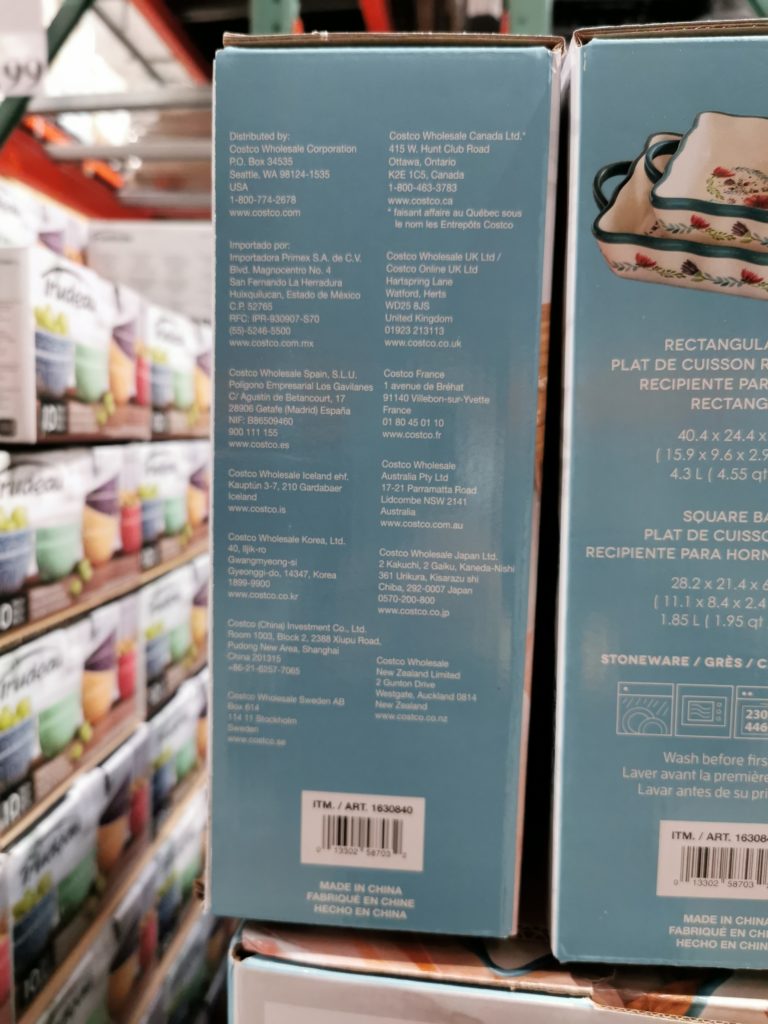 .99
Distributed by:
Costco Wholesale Corporation
P.O. Box 34535
Seattle, WA 98124-1535
USA
1-800-774-2678
www.costco.com
Importado por:
Importadora Primex S.A. de C.V.
Blvd. Magnocentro No. 4
San Fernando La Herradura
Huixquilucan, Estado de México
C.P. 52765
RFC: IPR-930907-S70
(55)-5246-5500
www.costco.com.mx
Costco Wholesale Spain, S.L.U.
Polígono Empresarial Los Gavilanes
C/ Agustín de Betancourt, 17
28906 Getafe (Madrid) España
NIF: B86509460
900 111 155
www.costco.es
Costco Wholesale Iceland ehf.
Kauptún 3-7, 210 Gardabaer
Iceland
www.costco.is
Costco Wholesale Korea, Ltd.
40, Iljik-ro
Gwangmyeong-si
Gyeonggi-do, 14347, Korea
1899-9900
www.costco.co.kr
Costco (China) Investment Co., Ltd.
Room 1003, Block 2, 2388 Xiupu Road,
Pudong New Area, Shanghai
China 201315
+86-21-6257-7065
Costco Wholesale Sweden AB
Box 614
114 11 Stockholm
Sweden
www.costco.se
Costco Wholesale Canada Ltd.*
415 W. Hunt Club Road
Ottawa, Ontario
K2E 1C5, Canada
1-800-463-3783
www.costco.ca
* faisant affaire au Québec sous
le nom les Entrepôts Costco
Costco Wholesale UK Ltd /
Costco Online UK Ltd
Hartspring Lane
Watford, Herts
WD25 8JS
United Kingdom
01923 213113
www.costco.co.uk
Costco France
1 avenue de Bréhat
91140 Villebon-sur-Yvette
France
01 80 45 01 10
www.costco.fr
Costco Wholesale
Australia Pty Ltd
17-21 Parramatta Road
Lidcombe NSW 2141
Australia
www.costco.com.au
Costco Wholesale Japan Ltd.
2 Kakuchi, 2 Gaiku, Kaneda-Nishi
361 Urikura, Kisarazu shi
Chiba, 292-0007 Japan
0570-200-800
www.costco.co.jp
Costco Wholesale
New Zealand Limited
2 Gunton Drive
Westgate, Auckland 0814
New Zealand
www.costco.co.nz
ITM. / ART. 1630840
0 13302 58703 0
MADE IN CHINA
FABRIQUÉ EN CHINE
HECHO EN CHINA
RECTANGULA
PLAT DE CUISSON R
RECIPIENTE PAR
RECTANG
40.4 x 24.4 x
( 15.9 x 9.6 x 2.9
4.3 L ( 4.55 qt
SQUARE BA
PLAT DE CUISSO
RECIPIENTE PARA HORN
28.2 x 21.4 x 6
( 11.1 x 8.4 x 2.4
1.85 L ( 1.95 qt
STONEWARE / GRÈS / C
230
446
Wash before firs
Laver avant la première
Lavar antes de su pri
ITM. / ART. 163084
0 13302 58703
MADE IN CHINA
FABRIQUÉ EN CHI
HECHO EN CHIN
Trudeau
10
Trudeau
10
Trudeau
10
Trudeau
10